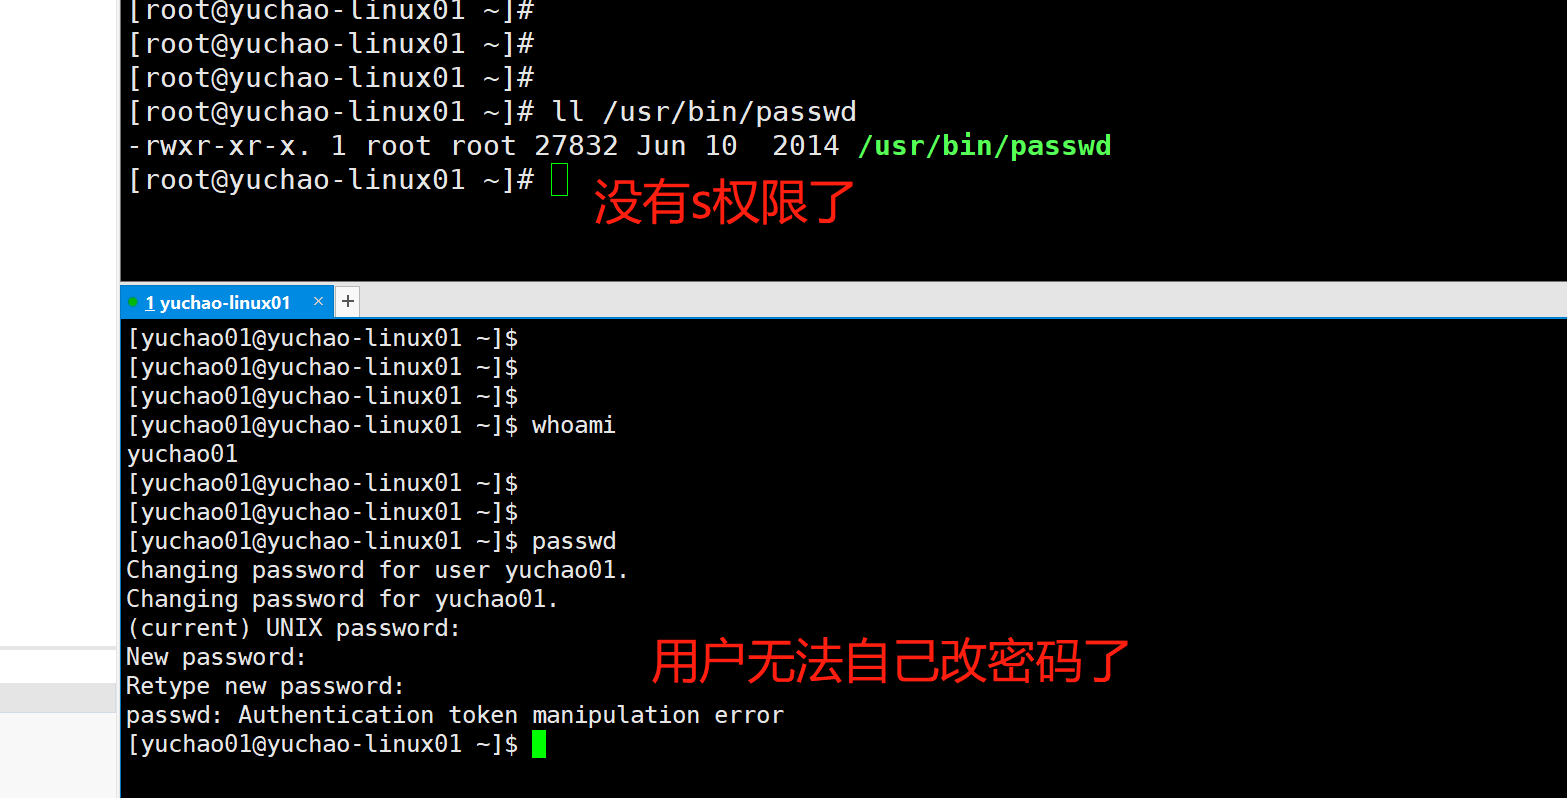 [root@yuchao-linux01 ~]#
[root@yuchao-linux01 ~]#
[root@yuchao-linux01 ~]#
[root@yuchao-linux01 ~]# ll /usr/bin/passwd
-rwxr-xr-x. 1 root root 27832 Jun 10  2014 /usr/bin/passwd
[root@yuchao-linux01 ~]#
没有s权限了
1 yuchao-linux01 × +
[yuchao01@yuchao-linux01 ~]$
[yuchao01@yuchao-linux01 ~]$
[yuchao01@yuchao-linux01 ~]$
[yuchao01@yuchao-linux01 ~]$ whoami
yuchao01
[yuchao01@yuchao-linux01 ~]$
[yuchao01@yuchao-linux01 ~]$
[yuchao01@yuchao-linux01 ~]$ passwd
Changing password for user yuchao01.
Changing password for yuchao01.
(current) UNIX password:
New password:
用户无法自己改密码了
Retype new password:
passwd: Authentication token manipulation error
[yuchao01@yuchao-linux01 ~]$